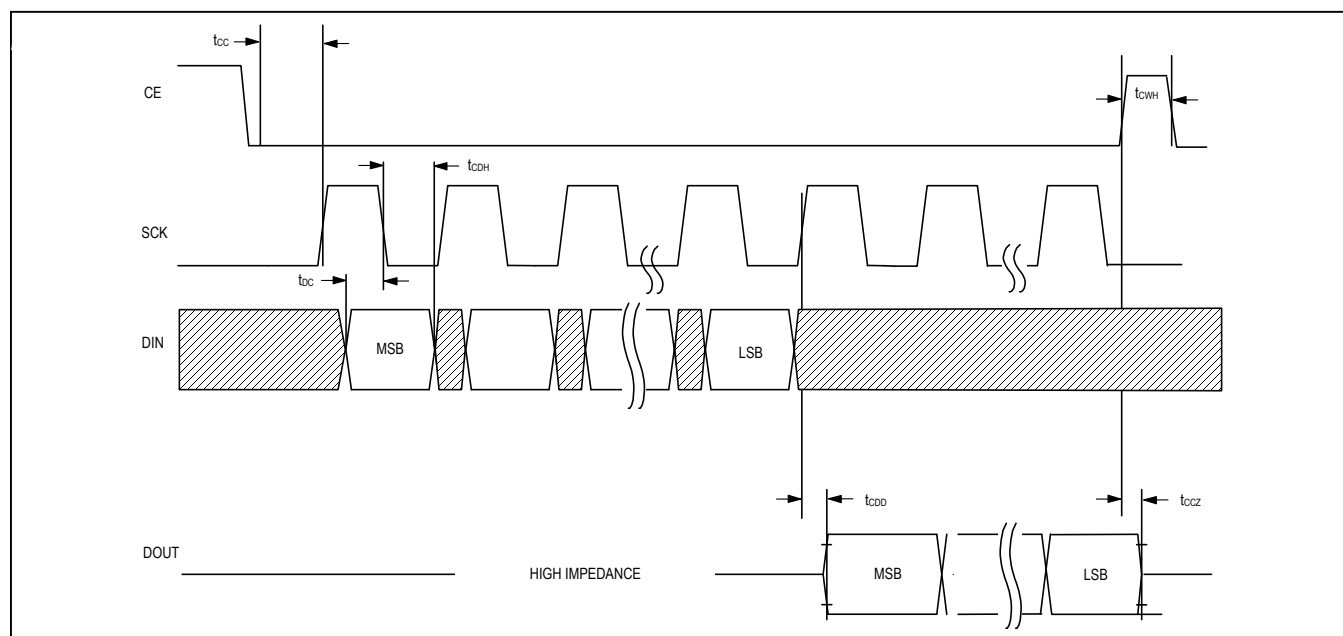 tCC
CE
tCWH
tCDH
SCK
tDC
DIN
MSB
LSB
tCDD
tCCZ
DOUT
HIGH IMPEDANCE
MSB
LSB